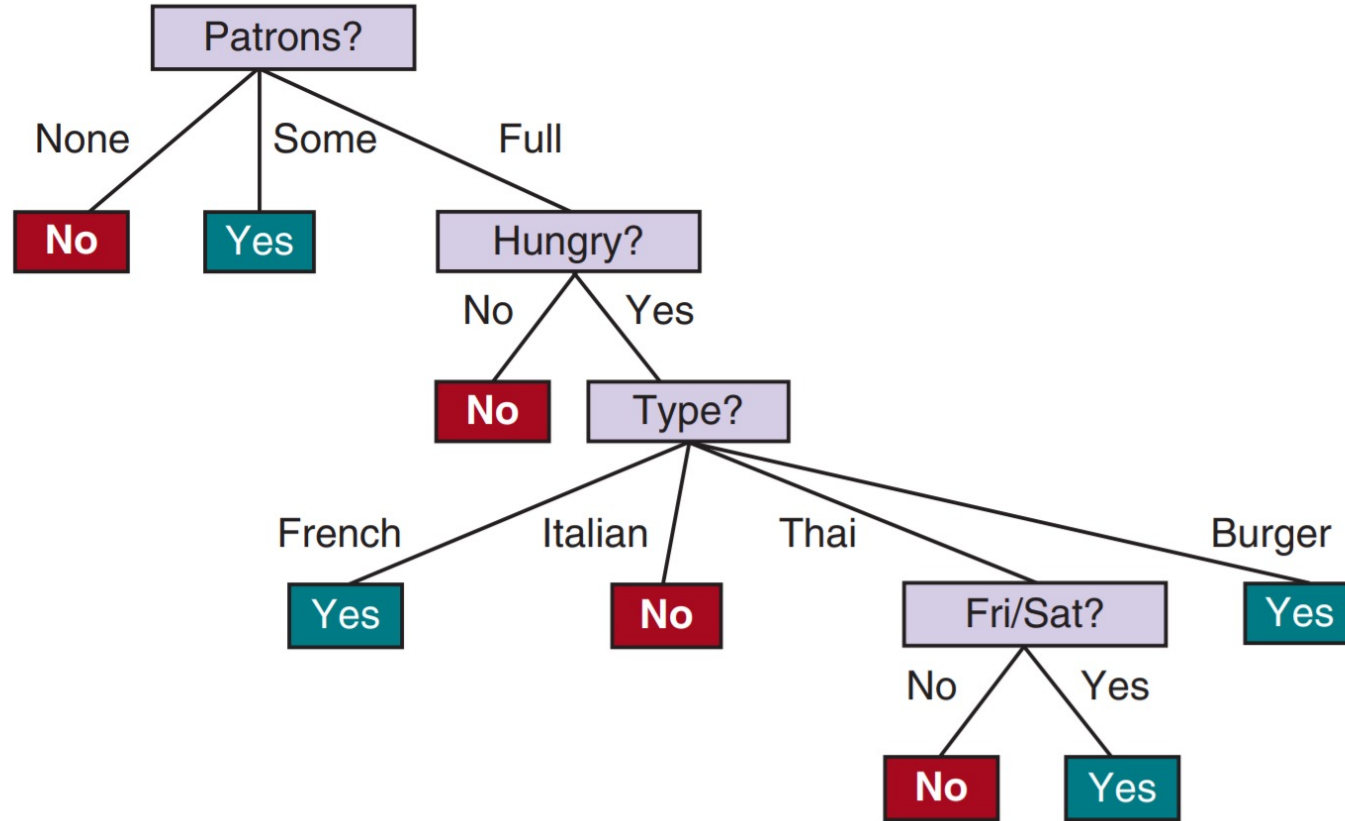 Patrons?
None Some Full
No Yes Hungry?
No Yes
No Type?
French Italian Thai Burger
Yes No Fri/Sat? Yes
No Yes
No Yes